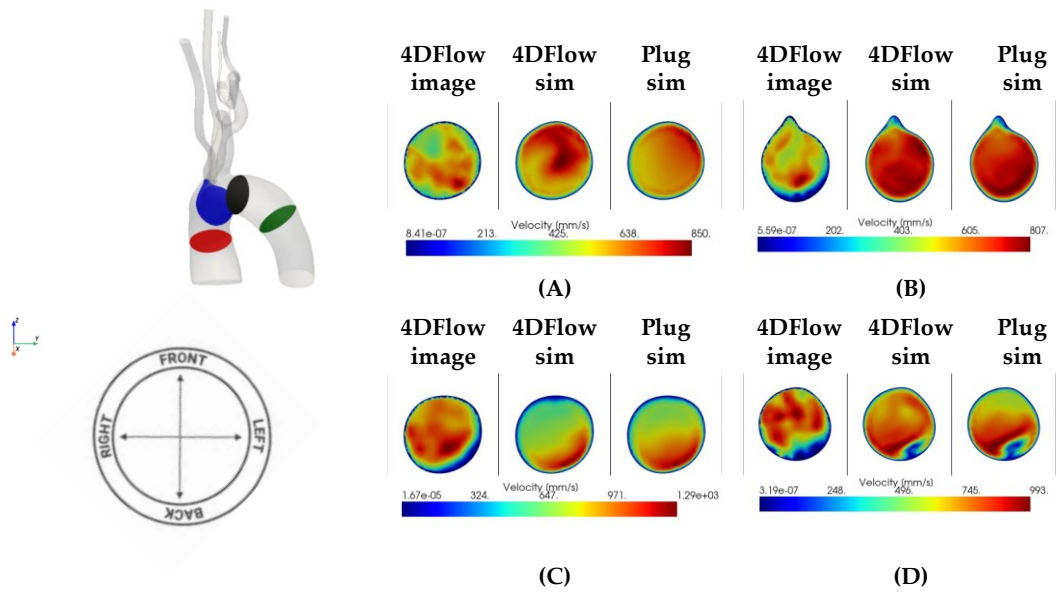 4DFlow image
4DFlow sim
Plug sim
Velocity (mm/s)
8.41e-07 213. 425. 638. 850.
(A)
4DFlow image
4DFlow sim
Plug sim
Velocity (mm/s)
5.59e-07 202. 403. 605. 807.
(B)
Z
Y
X
FRONT
RIGHT
LEFT
BACK
4DFlow image
4DFlow sim
Plug sim
Velocity (mm/s)
1.67e-05 324. 647. 971. 1.29e+03
(C)
4DFlow image
4DFlow sim
Plug sim
Velocity (mm/s)
3.19e-07 248. 496. 745. 993.
(D)